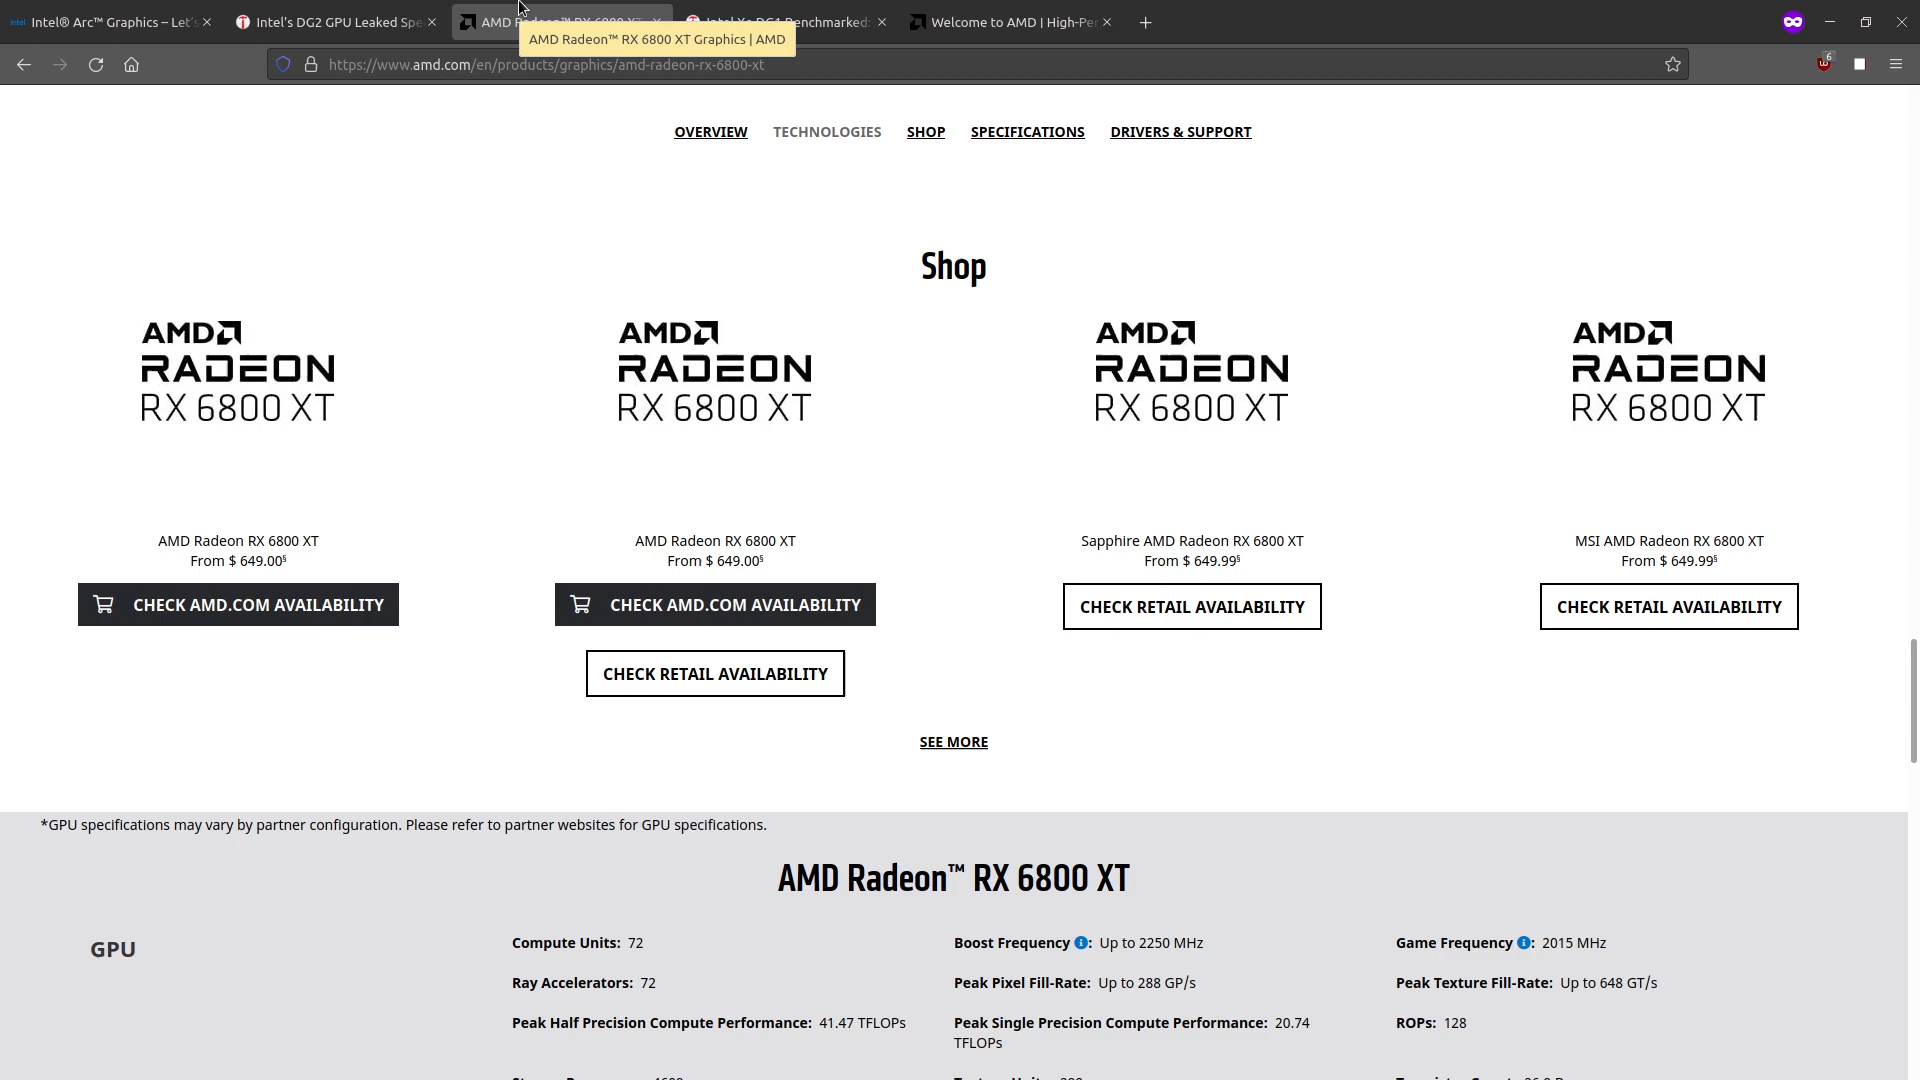 intel Intel® Arc™ Graphics – Let's
Intel's DG2 GPU Leaked Spe
AMD Radeon™ RX 6800 XT
Intel Xe DG1 Benchmarked:
Welcome to AMD | High-Per
AMD Radeon™ RX 6800 XT Graphics | AMD
https://www.amd.com/en/products/graphics/amd-radeon-rx-6800-xt
6
OVERVIEW TECHNOLOGIES SHOP SPECIFICATIONS DRIVERS & SUPPORT
Shop
AMD
RADEON
RX 6800 XT
AMD
RADEON
RX 6800 XT
AMD
RADEON
RX 6800 XT
AMD
RADEON
RX 6800 XT
AMD Radeon RX 6800 XT
From $ 649.00§
CHECK AMD.COM AVAILABILITY
AMD Radeon RX 6800 XT
From $ 649.00§
CHECK AMD.COM AVAILABILITY
CHECK RETAIL AVAILABILITY
Sapphire AMD Radeon RX 6800 XT
From $ 649.99§
CHECK RETAIL AVAILABILITY
MSI AMD Radeon RX 6800 XT
From $ 649.99§
CHECK RETAIL AVAILABILITY
SEE MORE
*GPU specifications may vary by partner configuration. Please refer to partner websites for GPU specifications.
AMD Radeon™ RX 6800 XT
GPU
Compute Units: 72
Boost Frequency: Up to 2250 MHz
Game Frequency: 2015 MHz
Ray Accelerators: 72
Peak Pixel Fill-Rate: Up to 288 GP/s
Peak Texture Fill-Rate: Up to 648 GT/s
Peak Half Precision Compute Performance: 41.47 TFLOPs
Peak Single Precision Compute Performance: 20.74
TFLOPs
ROPs: 128